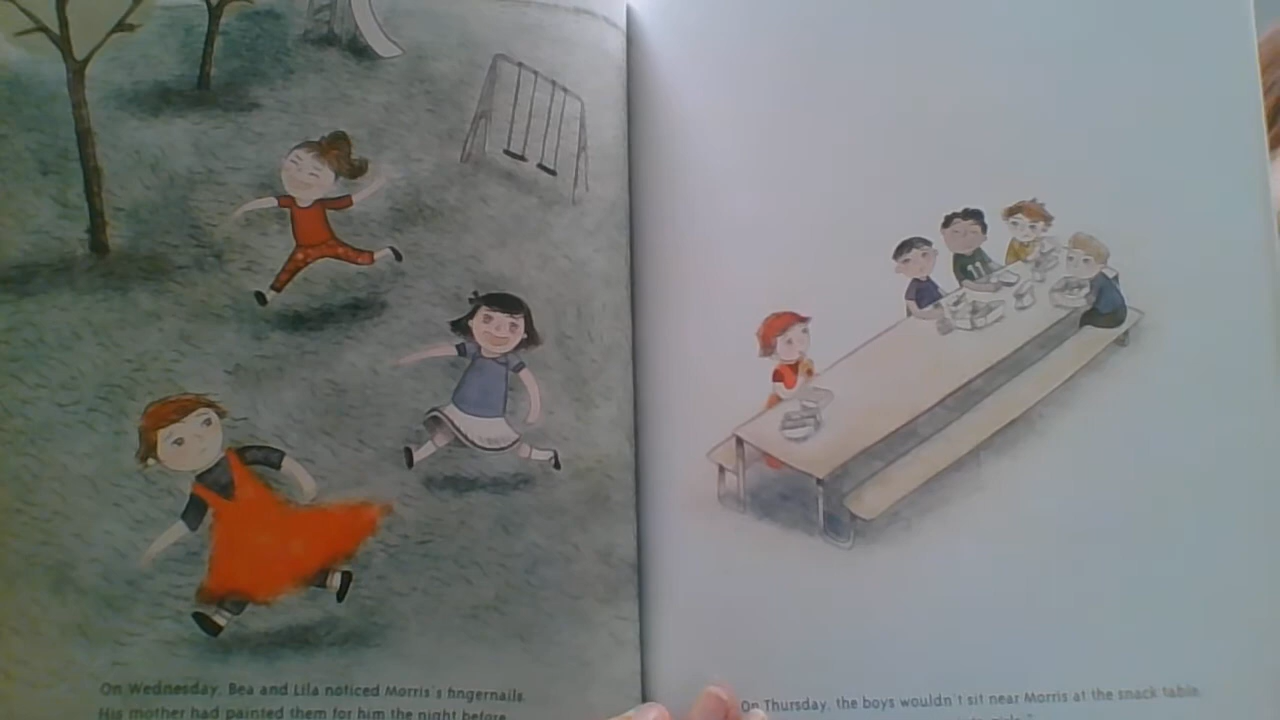 On Wednesday, Bea and Lila noticed Morris's fingernails.
His mother had painted them for him the night before.
11
On Thursday, the boys wouldn't sit near Morris at the snack table.